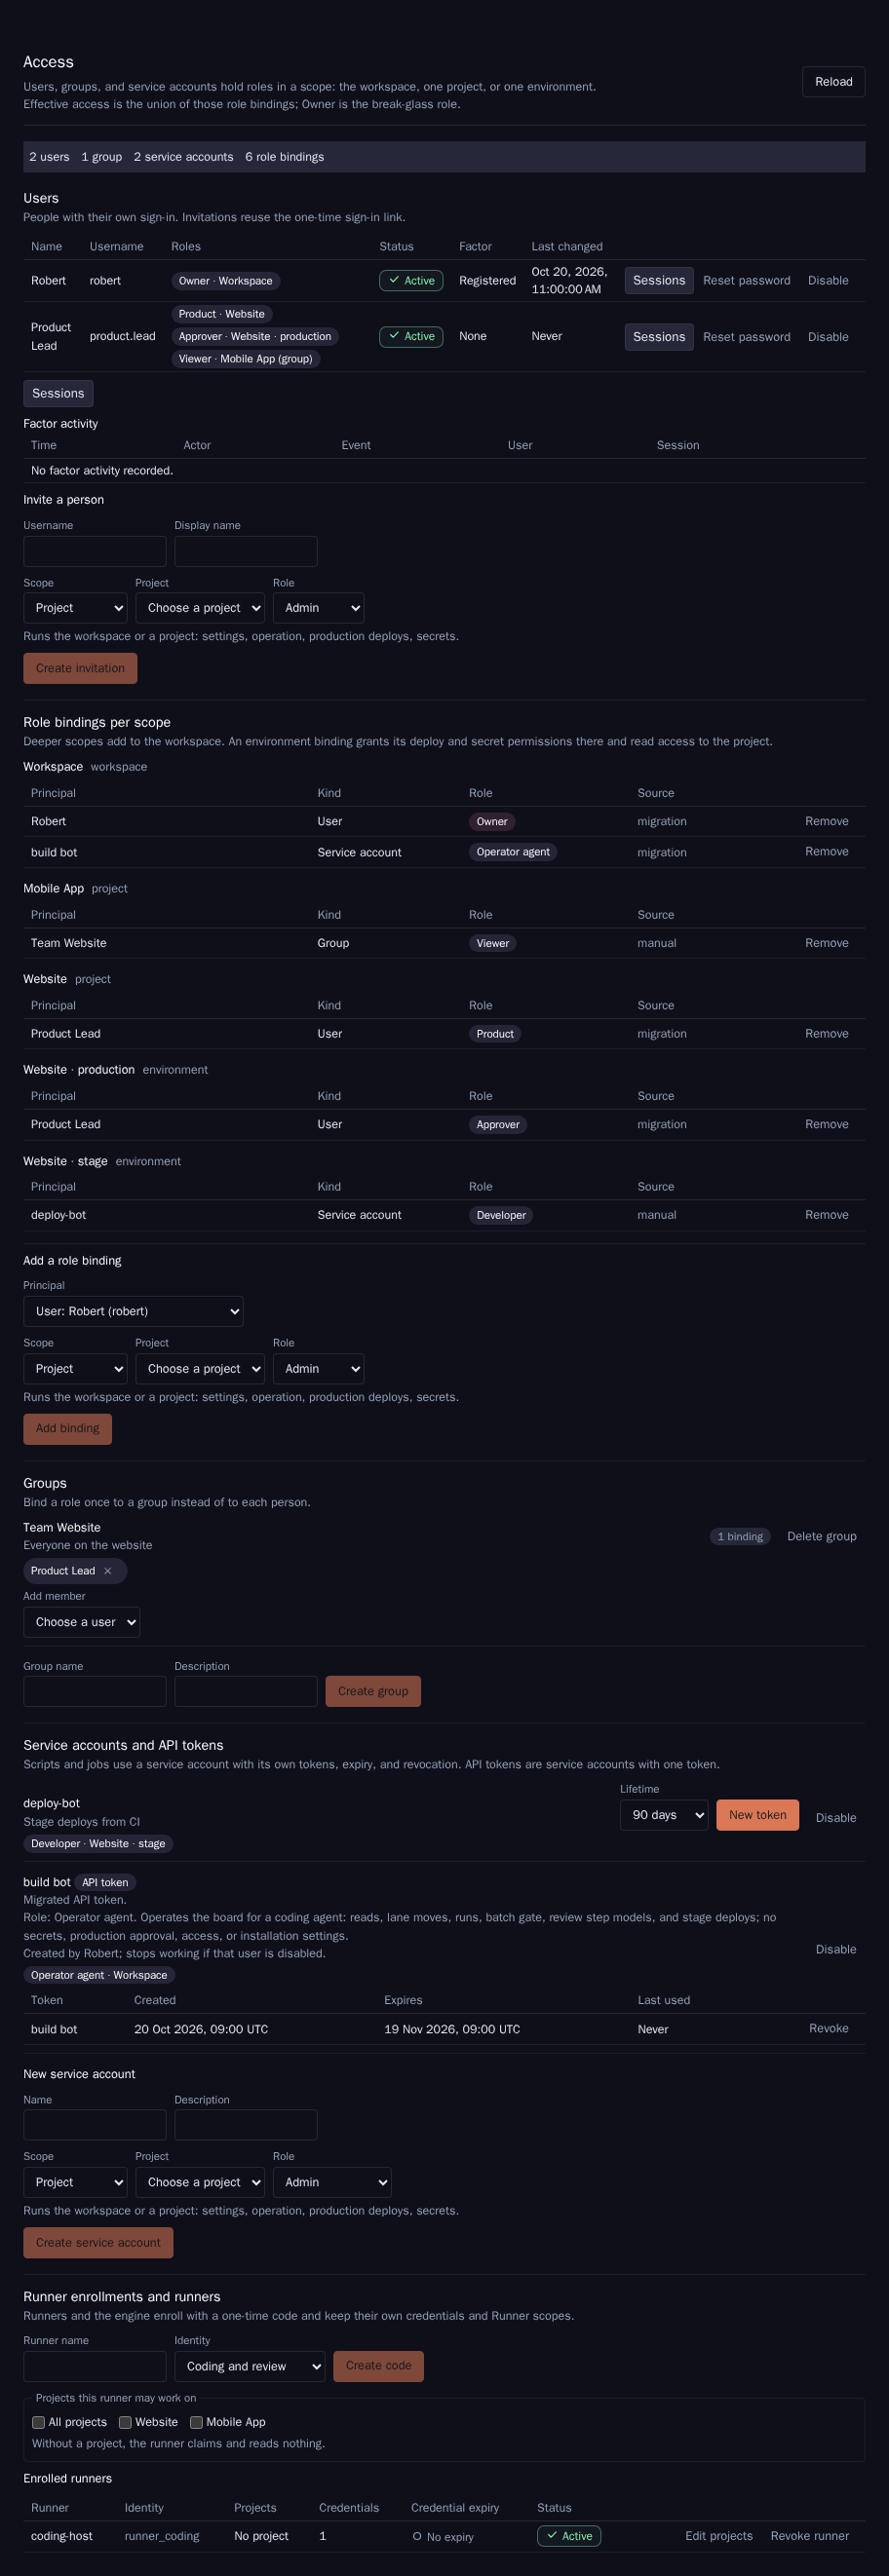 Access
Users, groups, and service accounts hold roles in a scope: the workspace, one project, or one environment.
Effective access is the union of those role bindings; Owner is the break-glass role.
Reload
2 users 1 group 2 service accounts 6 role bindings
Users
People with their own sign-in. Invitations reuse the one-time sign-in link.
Name Username Roles Status Factor Last changed
Robert robert Owner · Workspace Active Registered Oct 20, 2026, 11:00:00 AM Sessions Reset password Disable
Product Lead product.lead Product · Website Approver · Website · production Viewer · Mobile App (group) Active None Never Sessions Reset password Disable
Sessions
Factor activity
Time Actor Event User Session
No factor activity recorded.
Invite a person
Username Display name
Scope Project Role
Project Choose a project Admin
Runs the workspace or a project: settings, operation, production deploys, secrets.
Create invitation
Role bindings per scope
Deeper scopes add to the workspace. An environment binding grants its deploy and secret permissions there and read access to the project.
Workspace workspace
Principal Kind Role Source
Robert User Owner migration Remove
build bot Service account Operator agent migration Remove
Mobile App project
Principal Kind Role Source
Team Website Group Viewer manual Remove
Website project
Principal Kind Role Source
Product Lead User Product migration Remove
Website · production environment
Principal Kind Role Source
Product Lead User Approver migration Remove
Website · stage environment
Principal Kind Role Source
deploy-bot Service account Developer manual Remove
Add a role binding
Principal
User: Robert (robert)
Scope Project Role
Project Choose a project Admin
Runs the workspace or a project: settings, operation, production deploys, secrets.
Add binding
Groups
Bind a role once to a group instead of to each person.
Team Website
Everyone on the website
1 binding Delete group
Product Lead ×
Add member
Choose a user
Group name Description
Create group
Service accounts and API tokens
Scripts and jobs use a service account with its own tokens, expiry, and revocation. API tokens are service accounts with one token.
deploy-bot
Stage deploys from CI
Developer · Website · stage
Lifetime
90 days New token Disable
build bot API token
Migrated API token.
Role: Operator agent. Operates the board for a coding agent: reads, lane moves, runs, batch gate, review step models, and stage deploys; no
secrets, production approval, access, or installation settings.
Created by Robert; stops working if that user is disabled.
Disable
Operator agent · Workspace
Token Created Expires Last used
build bot 20 Oct 2026, 09:00 UTC 19 Nov 2026, 09:00 UTC Never Revoke
New service account
Name Description
Scope Project Role
Project Choose a project Admin
Runs the workspace or a project: settings, operation, production deploys, secrets.
Create service account
Runner enrollments and runners
Runners and the engine enroll with a one-time code and keep their own credentials and Runner scopes.
Runner name Identity
Coding and review Create code
Projects this runner may work on
All projects Website Mobile App
Without a project, the runner claims and reads nothing.
Enrolled runners
Runner Identity Projects Credentials Credential expiry Status
coding-host runner_coding No project 1 No expiry Active Edit projects Revoke runner